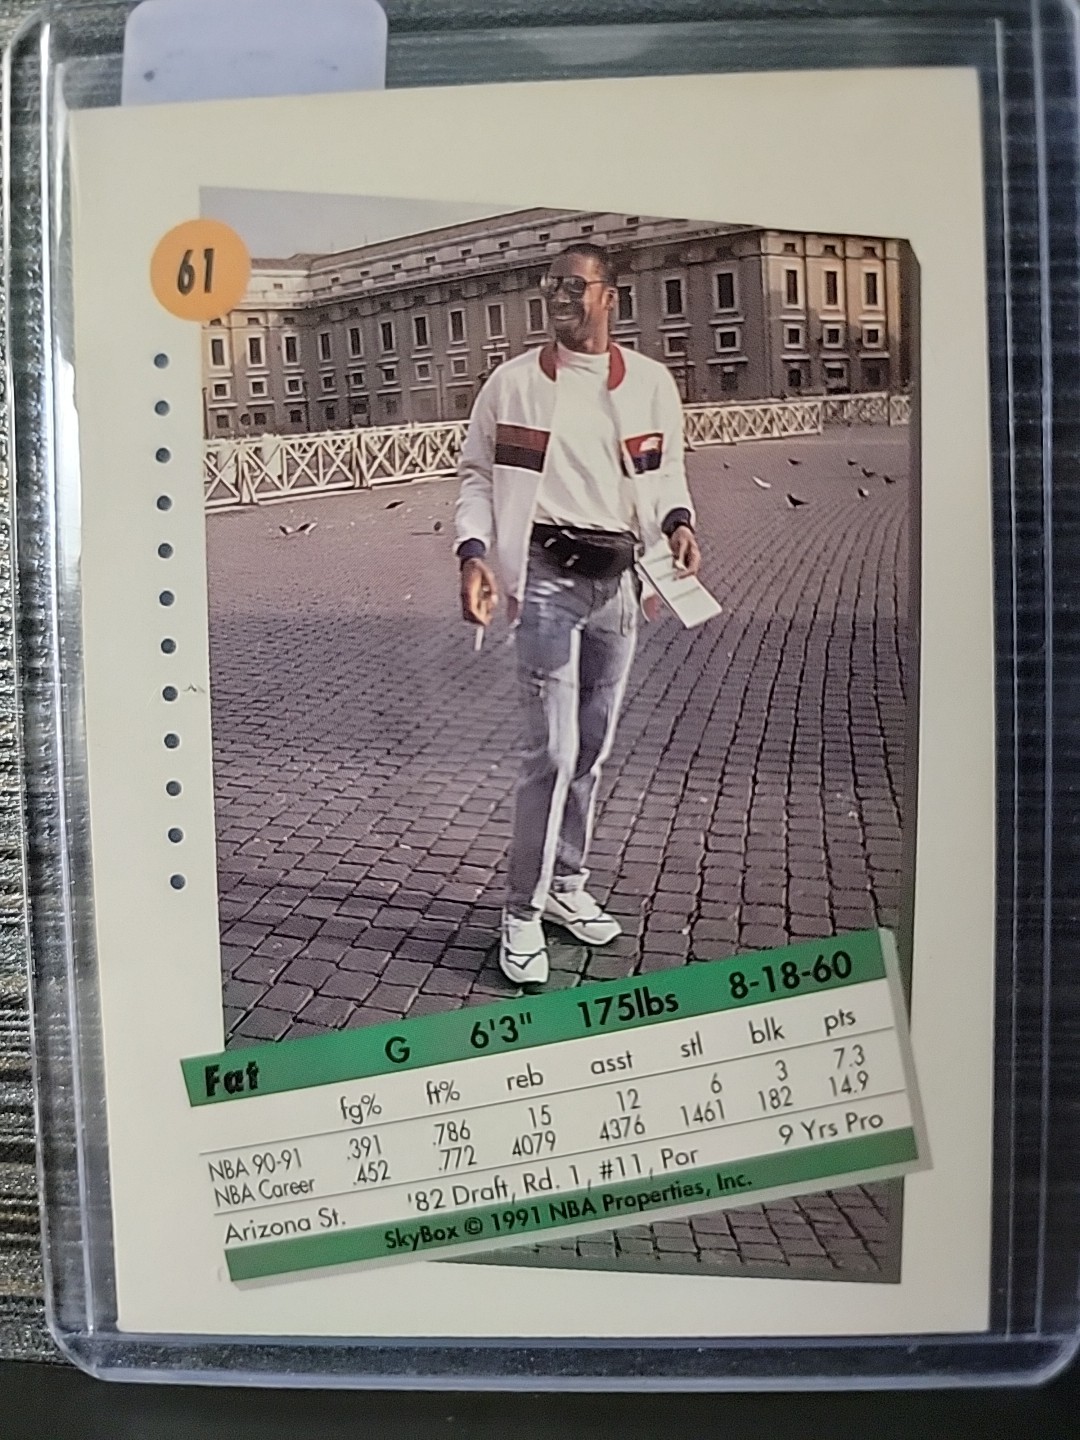 61
Fat G 6'3" 175lbs 8-18-60
fg% ft% reb asst stl blk pts
NBA 90-91 .391 .786 15 12 6 3 7.3
NBA Career .452 .772 4079 4376 1461 182 14.9
Arizona St. '82 Draft, Rd. 1, #11, Por 9 Yrs Pro
SkyBox © 1991 NBA Properties, Inc.